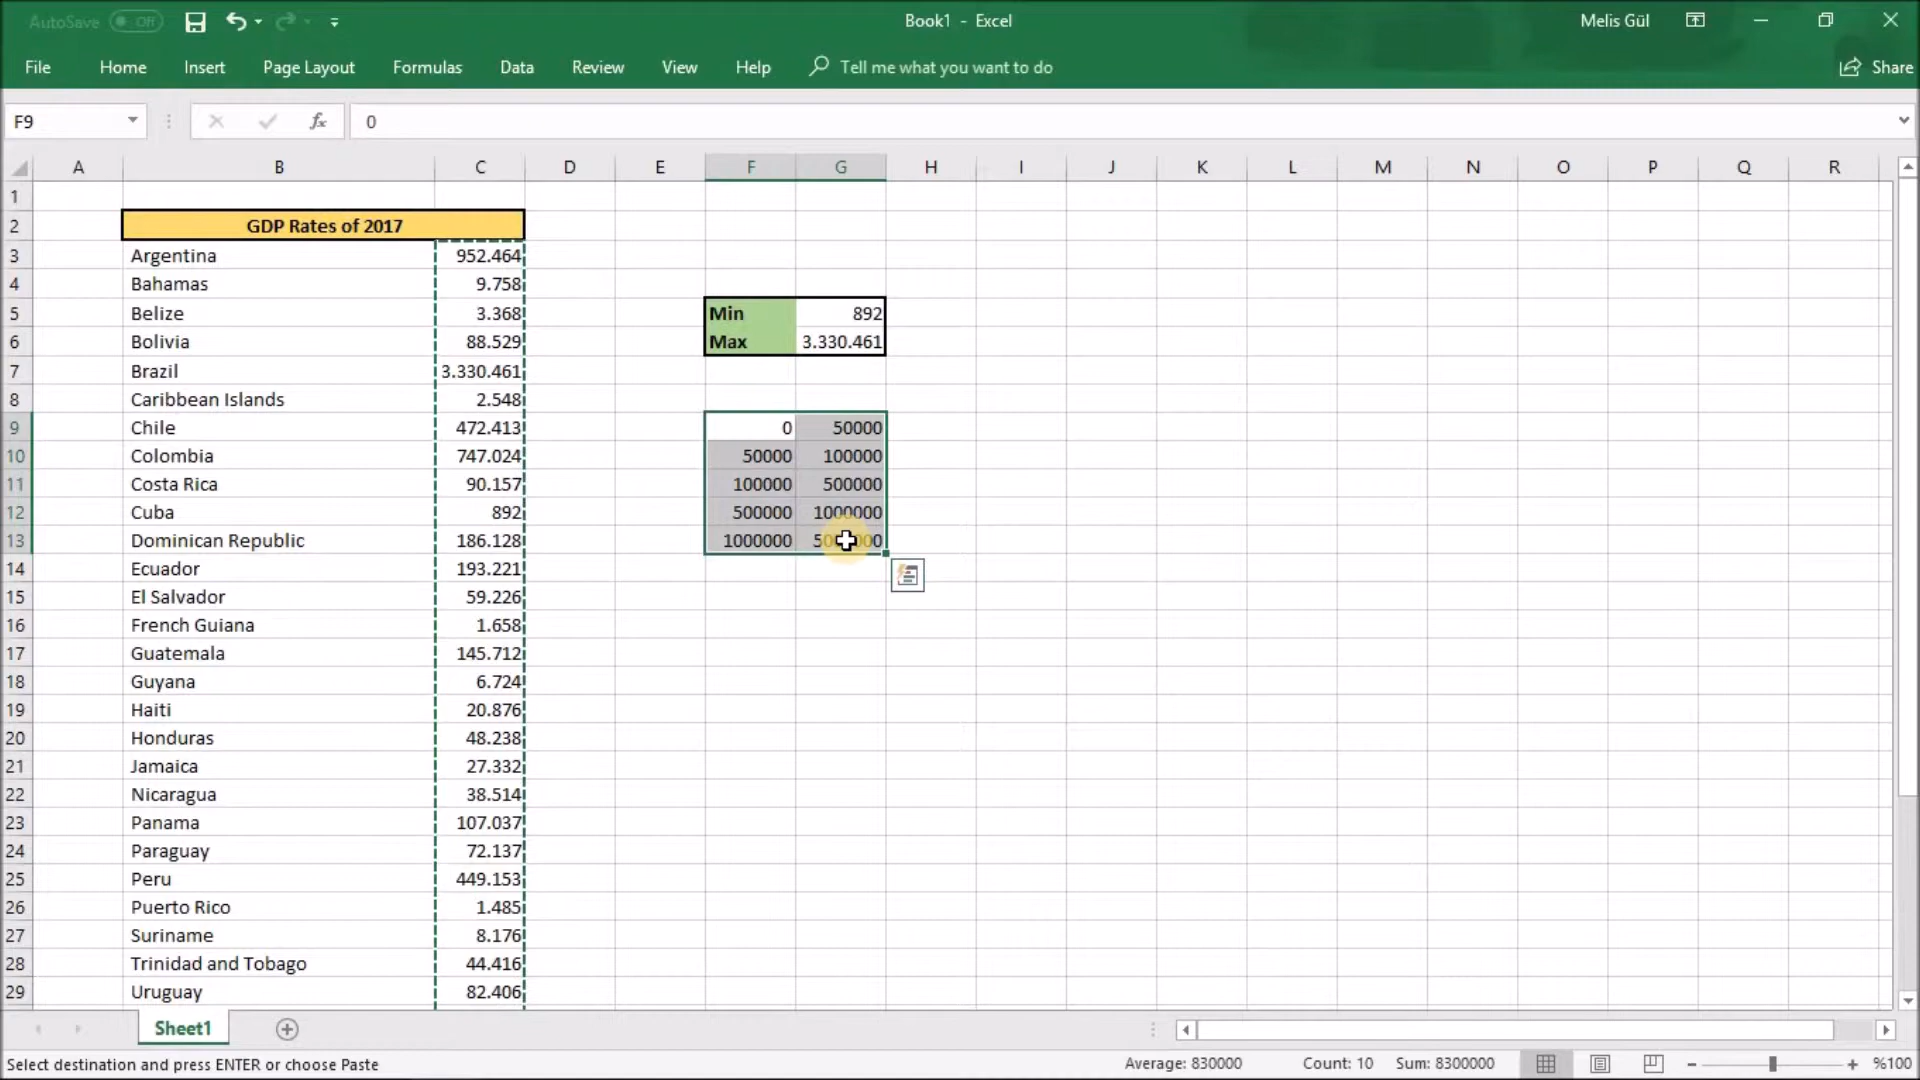 AutoSave Off
Book1 - Excel
Melis Gül
File Home Insert Page Layout Formulas Data Review View Help Tell me what you want to do Share
F9 fx 0
A B C D E F G H I J K L M N O P Q R
1
2 GDP Rates of 2017
3 Argentina 952.464
4 Bahamas 9.758
5 Belize 3.368 Min 892
6 Bolivia 88.529 Max 3.330.461
7 Brazil 3.330.461
8 Caribbean Islands 2.548
9 Chile 472.413 0 50000
10 Colombia 747.024 50000 100000
11 Costa Rica 90.157 100000 500000
12 Cuba 892 500000 1000000
13 Dominican Republic 186.128 1000000
14 Ecuador 193.221
15 El Salvador 59.226
16 French Guiana 1.658
17 Guatemala 145.712
18 Guyana 6.724
19 Haiti 20.876
20 Honduras 48.238
21 Jamaica 27.332
22 Nicaragua 38.514
23 Panama 107.037
24 Paraguay 72.137
25 Peru 449.153
26 Puerto Rico 1.485
27 Suriname 8.176
28 Trinidad and Tobago 44.416
29 Uruguay 82.406
Sheet1
Select destination and press ENTER or choose Paste
Average: 830000 Count: 10 Sum: 8300000 %100